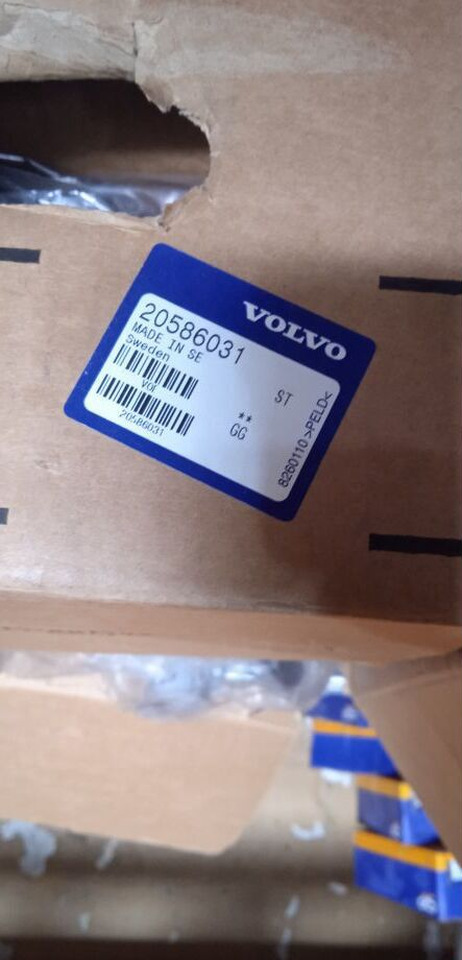 VOLVO
20586031
MADE IN SE
Sweden
ST
VOE
**
20586031
GG
8260110 >PELD<